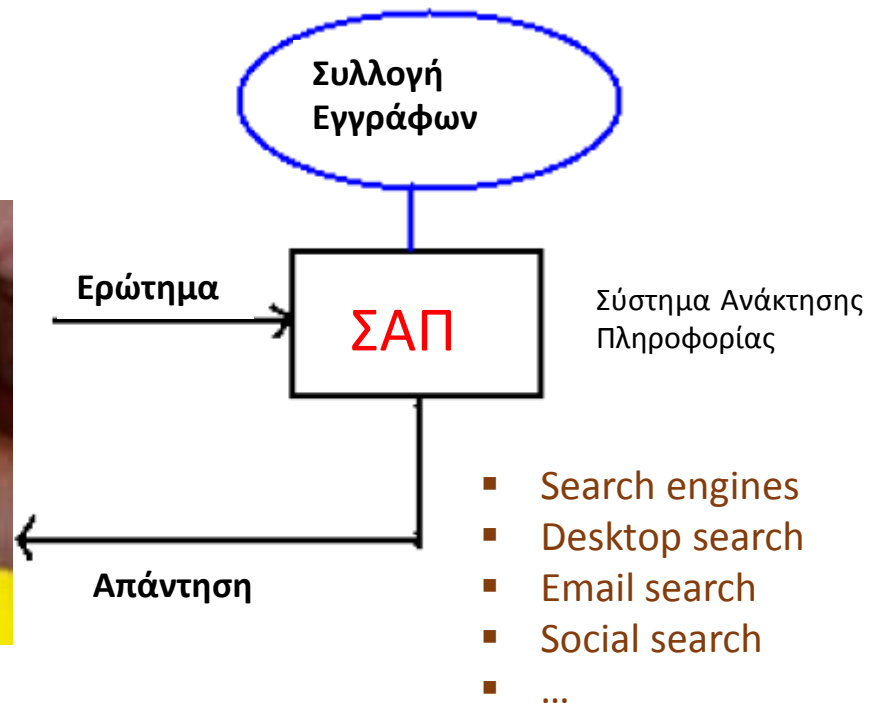 Συλλογή
Εγγράφων
Ερώτημα
ΣΑΠ
Σύστημα Ανάκτησης
Πληροφορίας
Απάντηση
▪ Search engines
▪ Desktop search
▪ Email search
▪ Social search
▪ ...